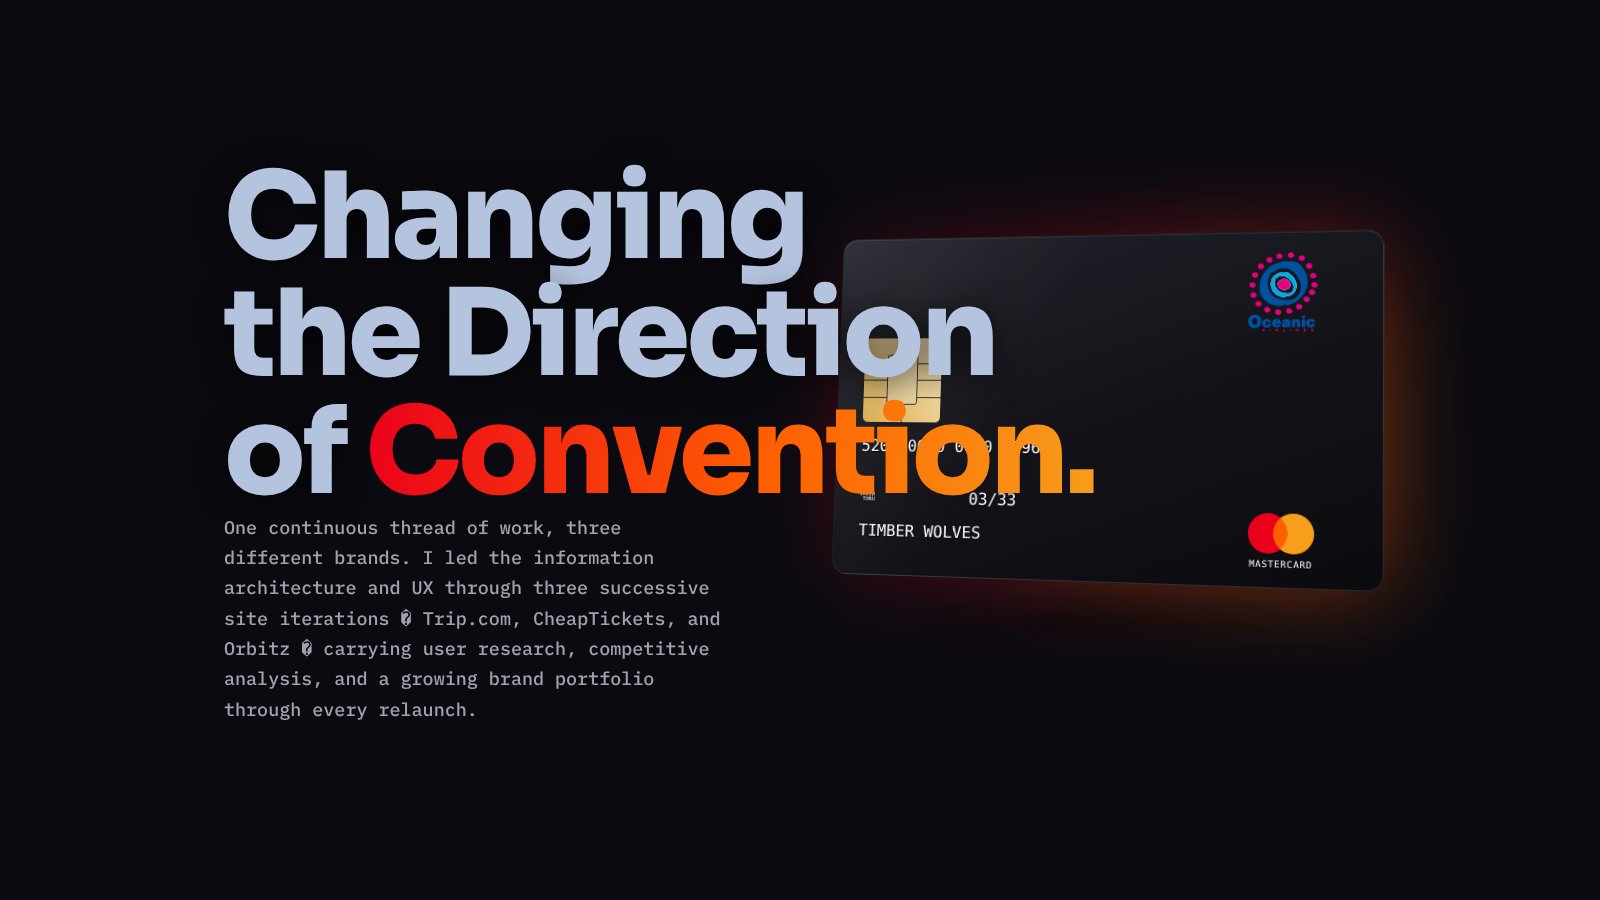 Changing
the Direction
of Convention.
One continuous thread of work, three
different brands. I led the information
architecture and UX through three successive
site iterations � Trip.com, CheapTickets, and
Orbitz � carrying user research, competitive
analysis, and a growing brand portfolio
through every relaunch.
Oceanic
AIRLINES
03/33
TIMBER WOLVES
MASTERCARD